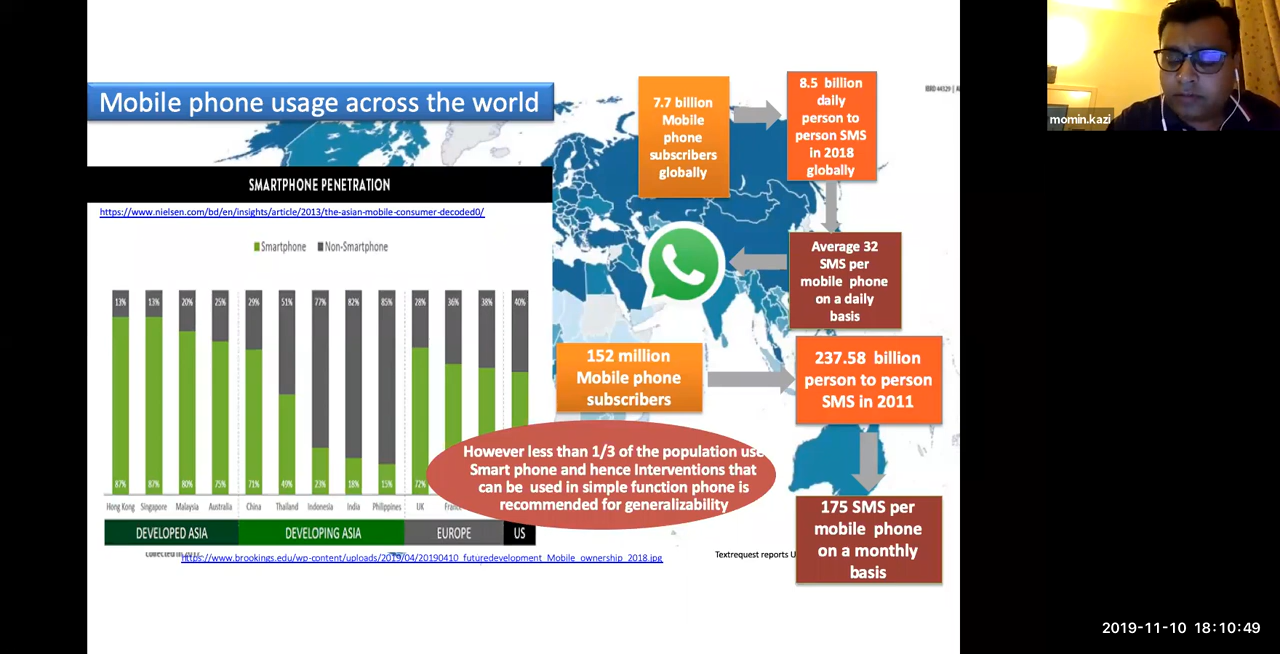 Mobile phone usage across the world
SMARTPHONE PENETRATION
https://www.nielsen.com/bd/en/insights/article/2013/the-asian-mobile-consumer-decoded0/
Smartphone Non-Smartphone
13% 13% 20% 25% 29% 51% 77% 82% 85% 28% 36% 38% 40%
87% 87% 80% 75% 71% 49% 23% 18% 15% 72%
Hong Kong Singapore Malaysia Australia China Thailand Indonesia India Philippines UK
DEVELOPED ASIA DEVELOPING ASIA EUROPE US
https://www.brookings.edu/wp-content/uploads/2019/04/20190410_futuredevelopment_Mobile_ownership_2018.jpg
7.7 billion
Mobile
phone
subscribers
globally
8.5 billion
daily
person to
person SMS
in 2018
globally
Average 32
SMS per
mobile phone
on a daily
basis
152 million
Mobile phone
subscribers
237.58 billion
person to person
SMS in 2011
However less than 1/3 of the population use
Smart phone and hence Interventions that
can be used in simple function phone is
recommended for generalizability
175 SMS per
mobile phone
on a monthly
basis
Textrequest reports U
momin.kazi
2019-11-10 18:10:49